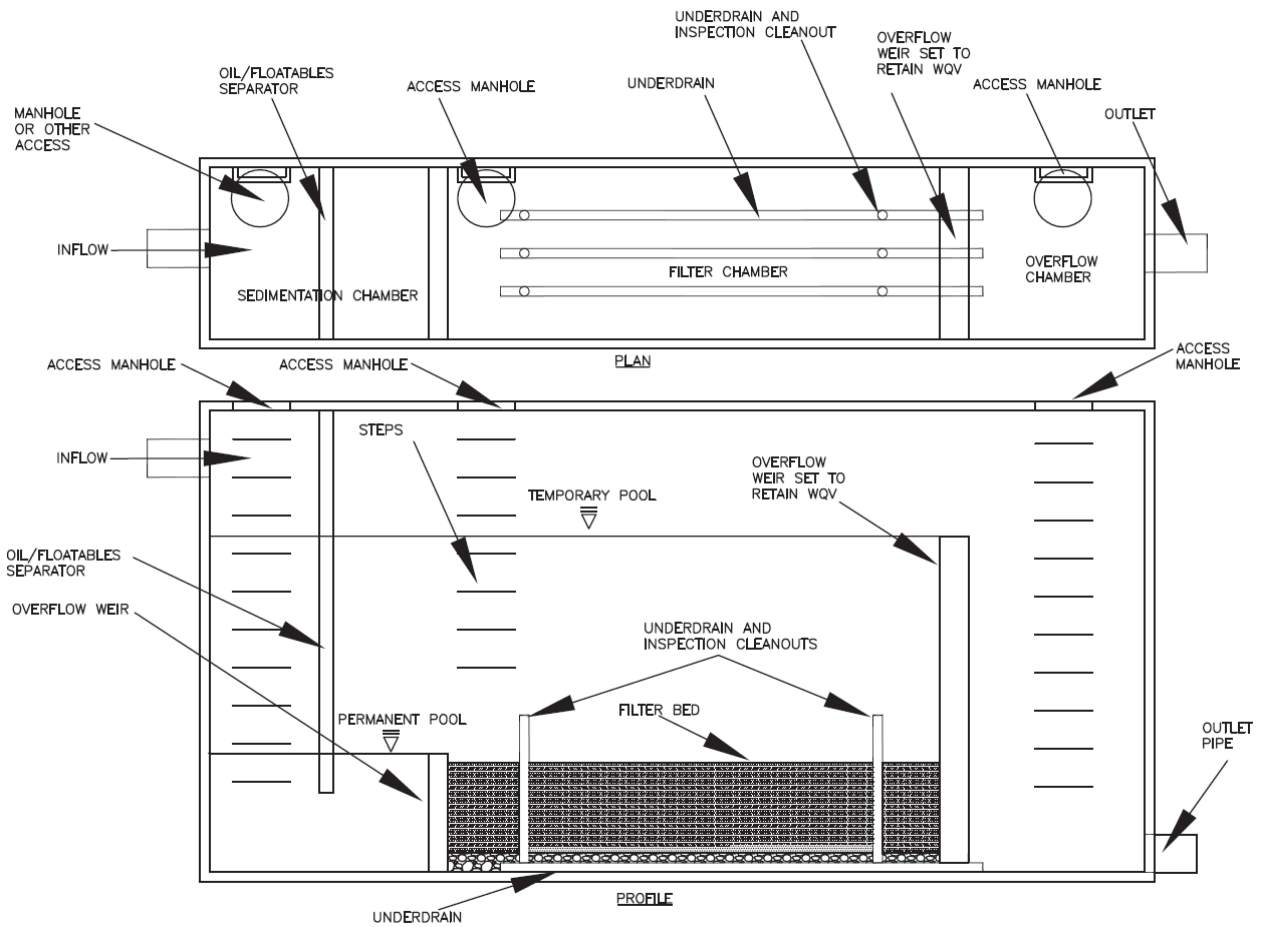 UNDERDRAIN AND
INSPECTION CLEANOUT
OVERFLOW
WEIR SET TO
RETAIN WQV
OIL/FLOATABLES
SEPARATOR
ACCESS MANHOLE
UNDERDRAIN
ACCESS MANHOLE
MANHOLE
OR OTHER
ACCESS
OUTLET
INFLOW
SEDIMENTATION CHAMBER
FILTER CHAMBER
OVERFLOW
CHAMBER
PLAN
ACCESS MANHOLE
ACCESS MANHOLE
ACCESS
MANHOLE
STEPS
INFLOW
OVERFLOW
WEIR SET TO
RETAIN WQV
TEMPORARY POOL
OIL/FLOATABLES
SEPARATOR
OVERFLOW WEIR
UNDERDRAIN AND
INSPECTION CLEANOUTS
PERMANENT POOL
FILTER BED
OUTLET
PIPE
PROFILE
UNDERDRAIN